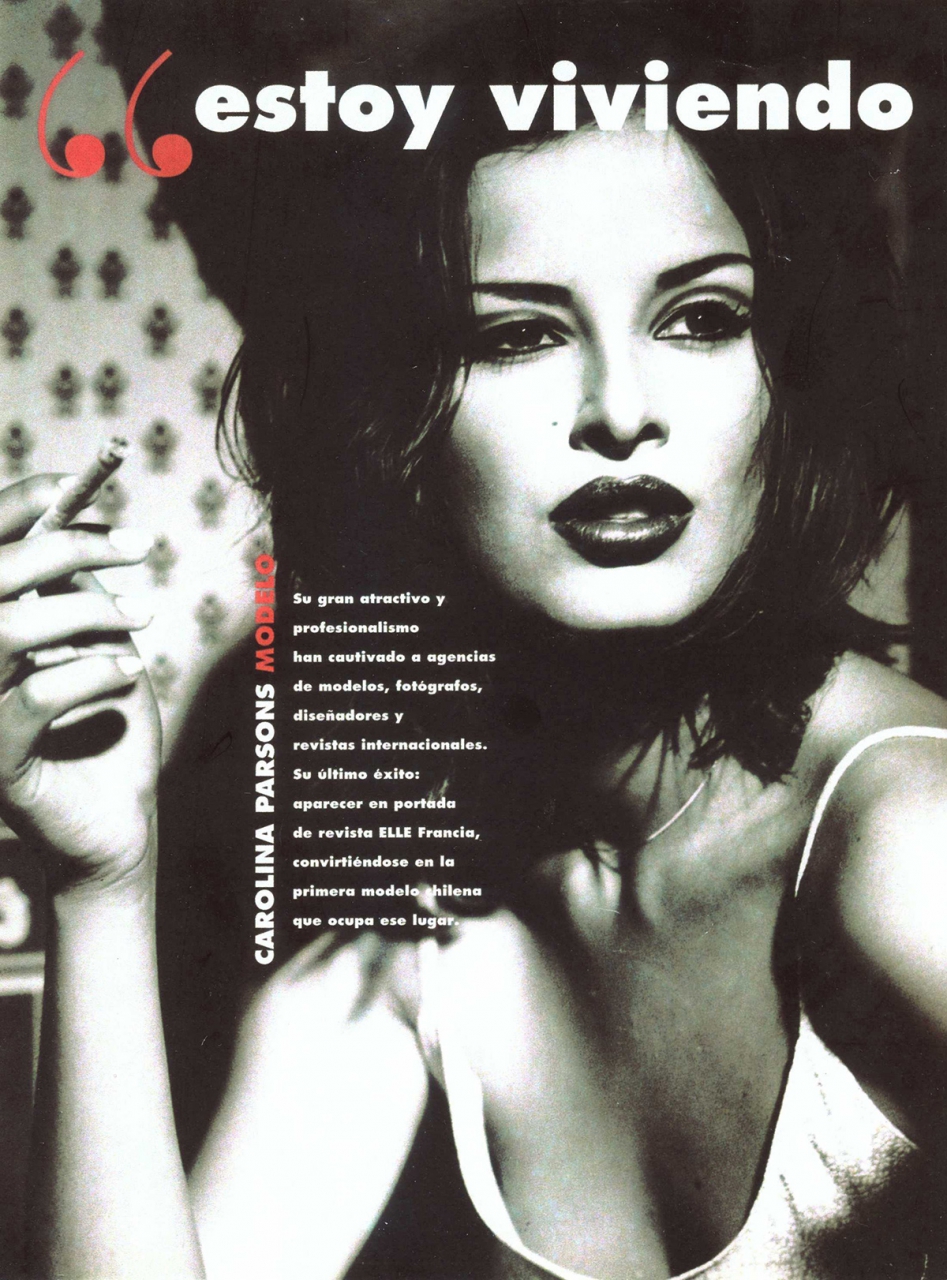 “estoy viviendo
CAROLINA PARSONS MODELO
Su gran atractivo y
profesionalismo
han cautivado a agencias
de modelos, fotógrafos,
diseñadores y
revistas internacionales.
Su último éxito:
aparecer en portada
de revista ELLE Francia,
convirtiéndose en la
primera modelo chilena
que ocupa ese lugar.